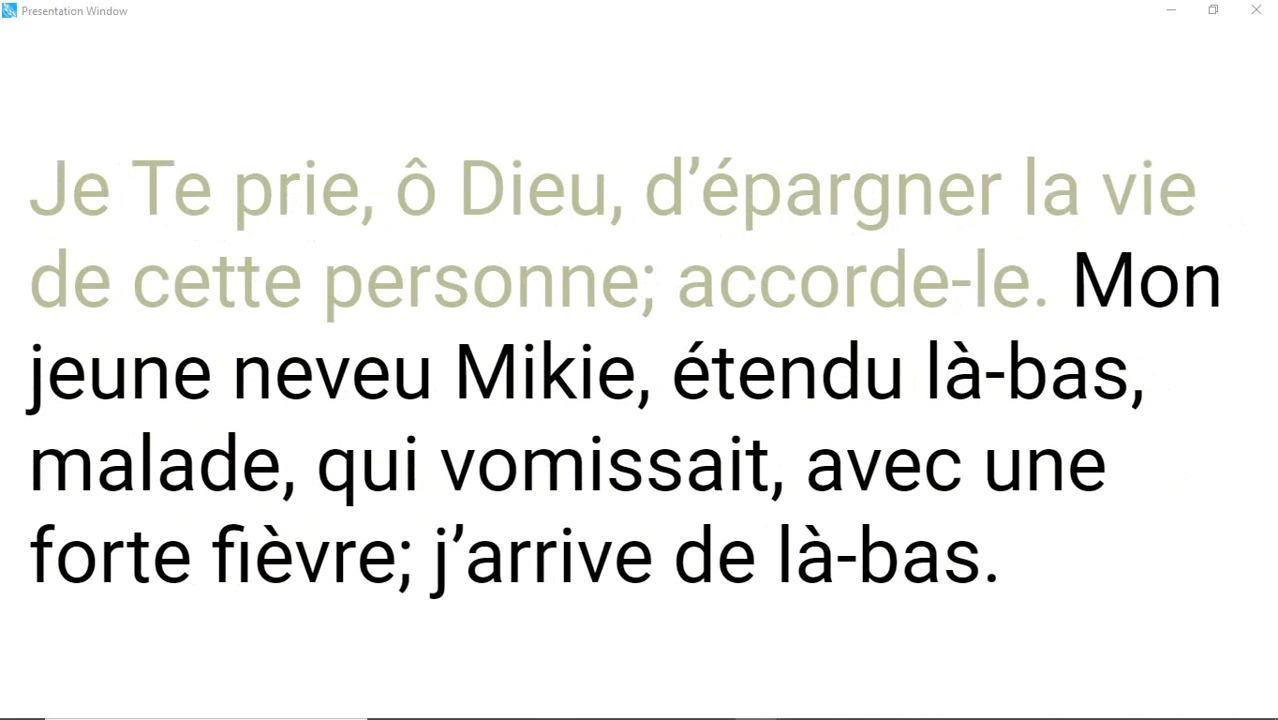 Presentation Window
Je Te prie, ô Dieu, d’épargner la vie
de cette personne; accorde-le. Mon
jeune neveu Mikie, étendu là-bas,
malade, qui vomissait, avec une
forte fièvre; j’arrive de là-bas.